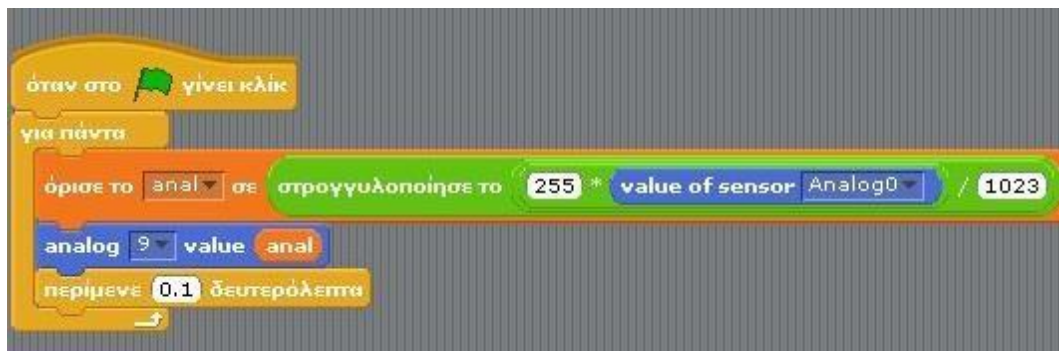 όταν στο γίνει κλίκ
για πάντα
όρισε το anal σε στρογγυλοποίησε το 255 * value of sensor Analog0 / 1023
analog 9 value anal
περίμενε 0.1 δευτερόλεπτα